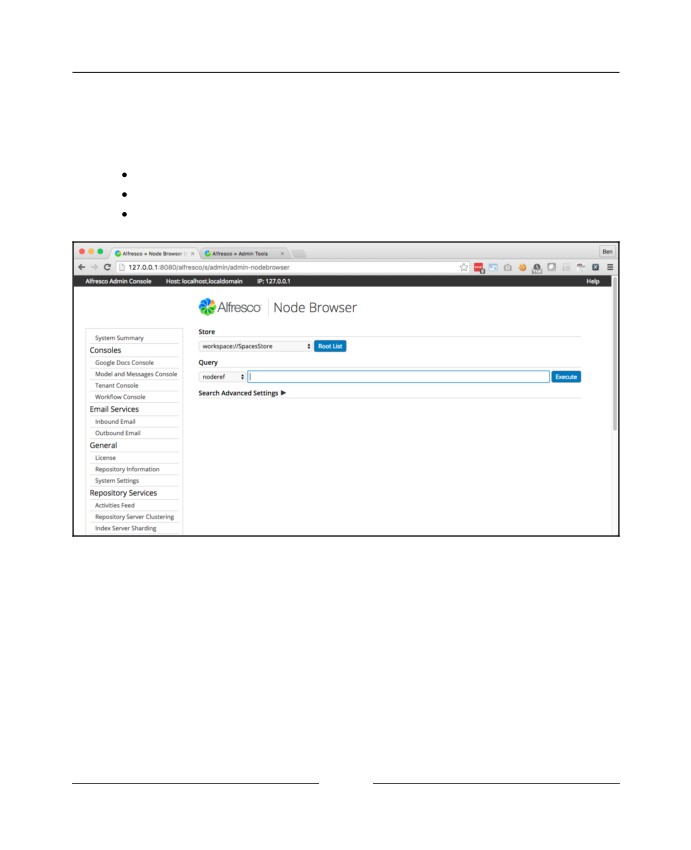 Alfresco » Node Browser
Alfresco » Admin Tools
Ben
127.0.0.1:8080/alfresco/s/admin/admin-nodebrowser
Alfresco Admin Console Host: localhost.localdomain IP: 127.0.0.1 Help
Alfresco Node Browser
System Summary
Consoles
Google Docs Console
Model and Messages Console
Tenant Console
Workflow Console
Email Services
Inbound Email
Outbound Email
General
License
Repository Information
System Settings
Repository Services
Activities Feed
Repository Server Clustering
Index Server Sharding
Store
workspace://SpacesStore Root List
Query
noderef Execute
Search Advanced Settings ►